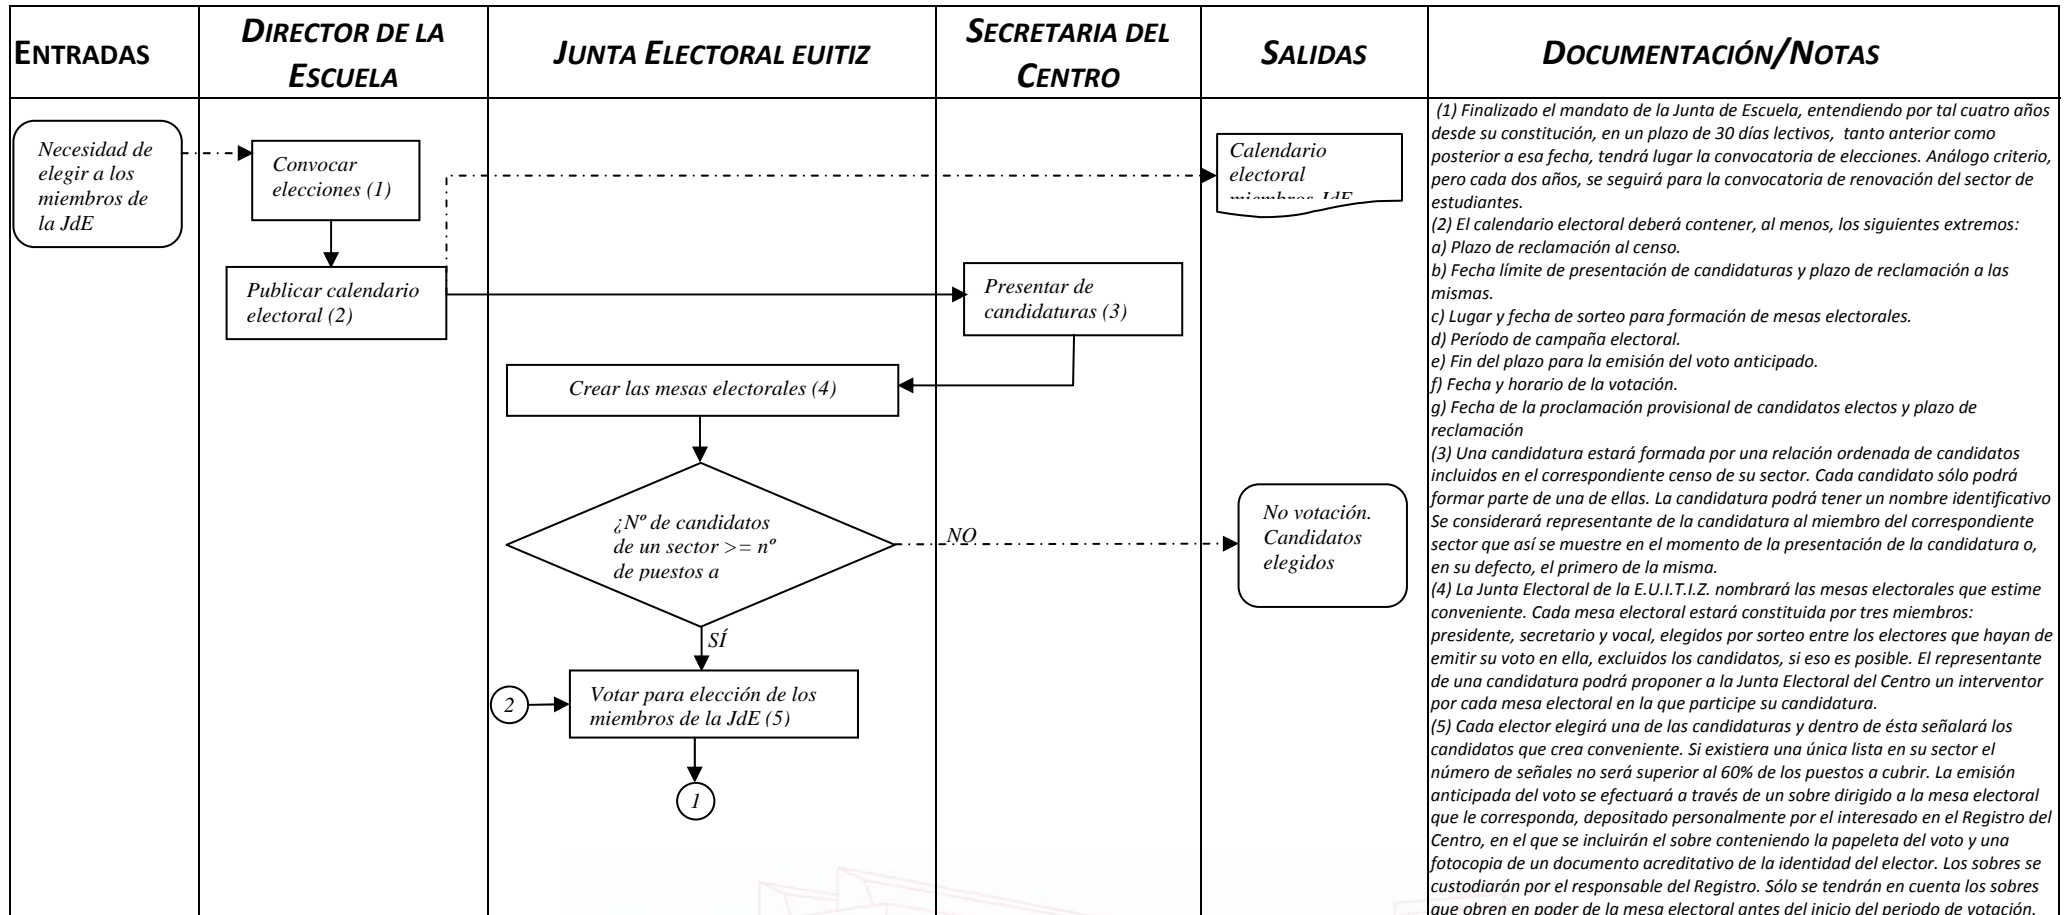 ENTRADAS
DIRECTOR DE LA
ESCUELA
JUNTA ELECTORAL EUITIZ
SECRETARIA DEL
CENTRO
SALIDAS
DOCUMENTACIÓN/NOTAS
Necesidad de
elegir a los
miembros de
la JdE
Convocar
elecciones (1)
Calendario
electoral
miembros JdE
Publicar calendario
electoral (2)
Presentar de
candidaturas (3)
Crear las mesas electorales (4)
¿Nº de candidatos
de un sector >= nº
de puestos a
NO
No votación.
Candidatos
elegidos
SÍ
2
Votar para elección de los
miembros de la JdE (5)
1
(1) Finalizado el mandato de la Junta de Escuela, entendiendo por tal cuatro años
desde su constitución, en un plazo de 30 días lectivos, tanto anterior como
posterior a esa fecha, tendrá lugar la convocatoria de elecciones. Análogo criterio,
pero cada dos años, se seguirá para la convocatoria de renovación del sector de
estudiantes.
(2) El calendario electoral deberá contener, al menos, los siguientes extremos:
a) Plazo de reclamación al censo.
b) Fecha límite de presentación de candidaturas y plazo de reclamación a las
mismas.
c) Lugar y fecha de sorteo para formación de mesas electorales.
d) Período de campaña electoral.
e) Fin del plazo para la emisión del voto anticipado.
f) Fecha y horario de la votación.
g) Fecha de la proclamación provisional de candidatos electos y plazo de
reclamación
(3) Una candidatura estará formada por una relación ordenada de candidatos
incluidos en el correspondiente censo de su sector. Cada candidato sólo podrá
formar parte de una de ellas. La candidatura podrá tener un nombre identificativo
Se considerará representante de la candidatura al miembro del correspondiente
sector que así se muestre en el momento de la presentación de la candidatura o,
en su defecto, el primero de la misma.
(4) La Junta Electoral de la E.U.I.T.I.Z. nombrará las mesas electorales que estime
conveniente. Cada mesa electoral estará constituida por tres miembros:
presidente, secretario y vocal, elegidos por sorteo entre los electores que hayan de
emitir su voto en ella, excluidos los candidatos, si eso es posible. El representante
de una candidatura podrá proponer a la Junta Electoral del Centro un interventor
por cada mesa electoral en la que participe su candidatura.
(5) Cada elector elegirá una de las candidaturas y dentro de ésta señalará los
candidatos que crea conveniente. Si existiera una única lista en su sector el
número de señales no será superior al 60% de los puestos a cubrir. La emisión
anticipada del voto se efectuará a través de un sobre dirigido a la mesa electoral
que le corresponda, depositado personalmente por el interesado en el Registro del
Centro, en el que se incluirán el sobre conteniendo la papeleta del voto y una
fotocopia de un documento acreditativo de la identidad del elector. Los sobres se
custodiarán por el responsable del Registro. Sólo se tendrán en cuenta los sobres
que obren en poder de la mesa electoral antes del inicio del periodo de votación.